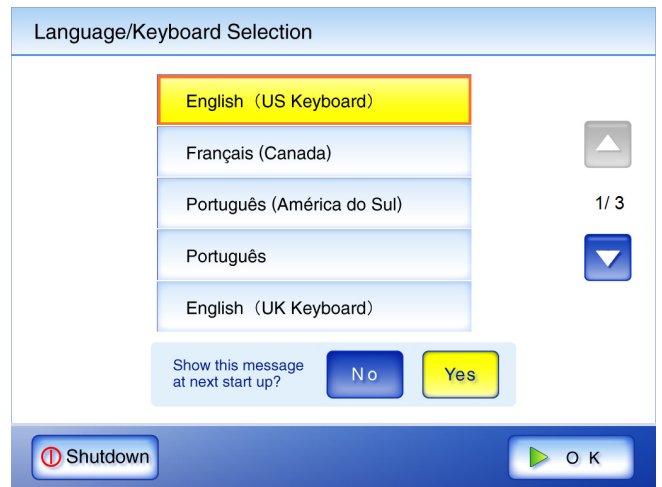 Language/Keyboard Selection
English（US Keyboard）
Français (Canada)
Português (América do Sul)
1/ 3
Português
English（UK Keyboard）
Show this message
at next start up?
No
Yes
Shutdown
O K